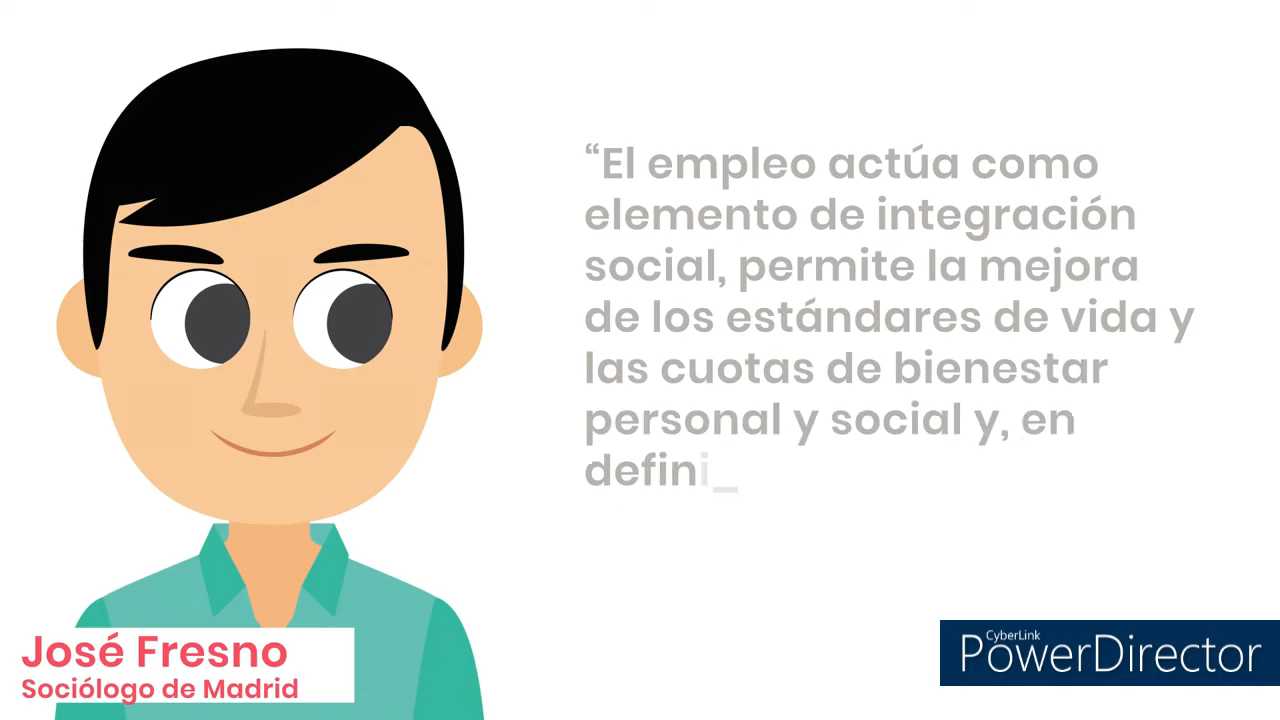 “El empleo actúa como
elemento de integración
social, permite la mejora
de los estándares de vida y
las cuotas de bienestar
personal y social y, en
defini_
José Fresno
Sociólogo de Madrid
CyberLink
PowerDirector